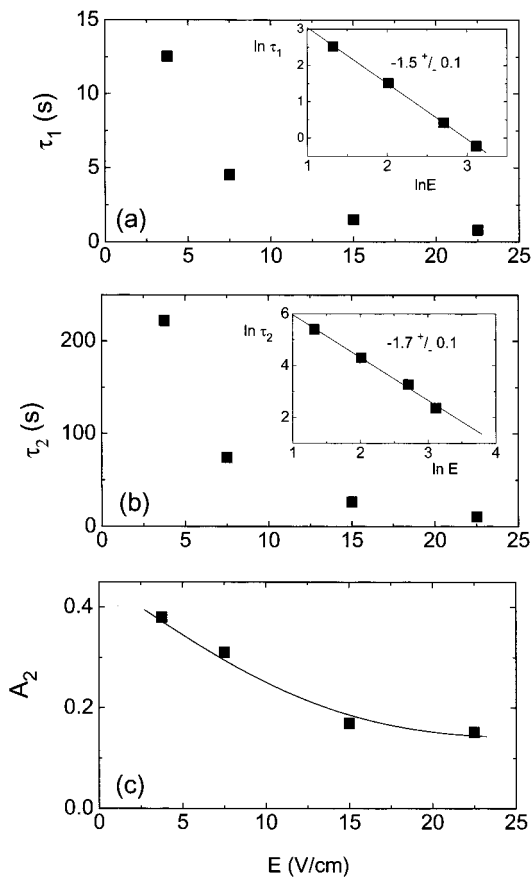 15
10
5
0
τ1 (s)
(a)
0 5 10 15 20 25
3
2
1
0
ln τ1
-1.5 +/- 0.1
1 2 3
lnE
200
100
0
τ2 (s)
(b)
0 5 10 15 20 25
6
4
2
ln τ2
-1.7 +/- 0.1
1 2 3 4
ln E
0.4
0.2
0.0
A2
(c)
0 5 10 15 20 25
E (V/cm)